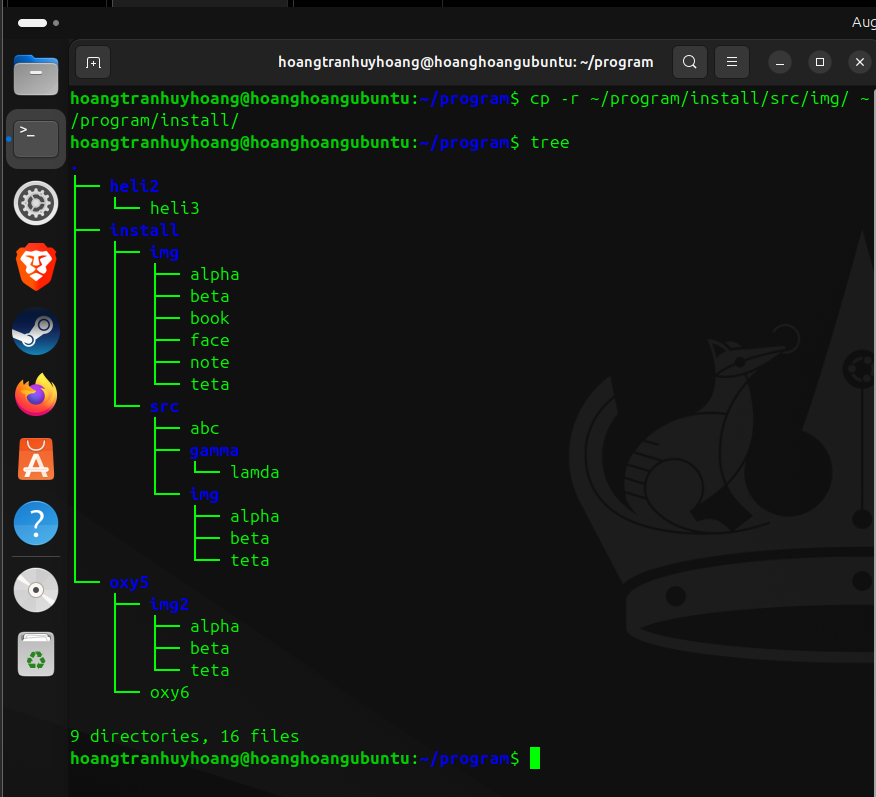 Aug
hoangtranhuyhoang@hoanghoangubuntu: ~/program
hoangtranhuyhoang@hoanghoangubuntu:~/program$ cp -r ~/program/install/src/img/ ~
/program/install/
hoangtranhuyhoang@hoanghoangubuntu:~/program$ tree
.
├── heli2
│   └── heli3
├── install
│   ├── img
│   │   ├── alpha
│   │   ├── beta
│   │   ├── book
│   │   ├── face
│   │   ├── note
│   │   └── teta
│   └── src
│       ├── abc
│       ├── gamma
│       │   └── lamda
│       └── img
│           ├── alpha
│           ├── beta
│           └── teta
└── oxy5
    ├── img2
    │   ├── alpha
    │   ├── beta
    │   └── teta
    └── oxy6
9 directories, 16 files
hoangtranhuyhoang@hoanghoangubuntu:~/program$